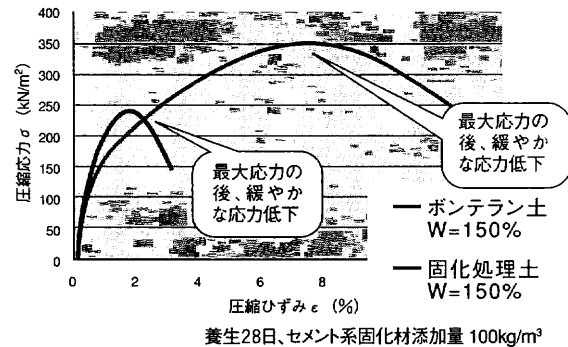 圧縮応力 σ (kN/m²)
400
350
300
250
200
150
100
50
0
0 2 4 6 8 10
圧縮ひずみ ε (%)
最大応力の
後、緩やか
な応力低下
最大応力の
後、緩やか
な応力低下
ボンテラン土
W=150%
固化処理土
W=150%
養生28日、セメント系固化材添加量 100kg/m³